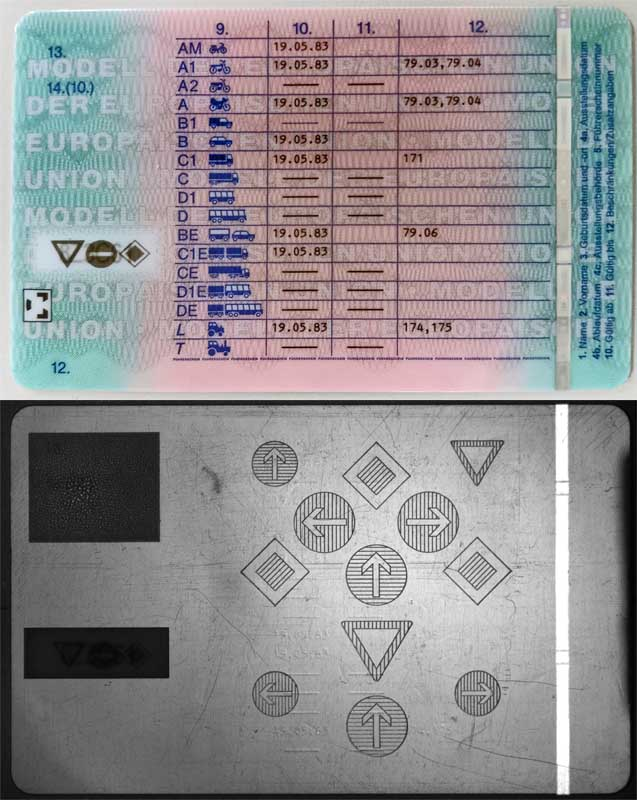 9. 10. 11. 12.
13.
14.(10.)
AM 19.05.83
A1 19.05.83 79.03,79.04
A2 — —
A 19.05.83 79.03,79.04
B1 — —
B 19.05.83
C1 19.05.83 171
C — —
D1 — —
D — —
BE 19.05.83 79.06
C1E 19.05.83
CE — —
D1E — —
DE — —
L 19.05.83 174,175
T — —
12.
MODELL
DER E
EUROP
UNION
MODELL
UNION
1. Name 2. Vorname 3. Geburtsdatum und -ort 4a. Ausstellungsdatum
4b. Ablaufdatum 4c. Ausstellungsbehörde 5. Führerscheinnummer
10. Gültig ab 11. Gültig bis 12. Beschränkungen/Zusatzangaben